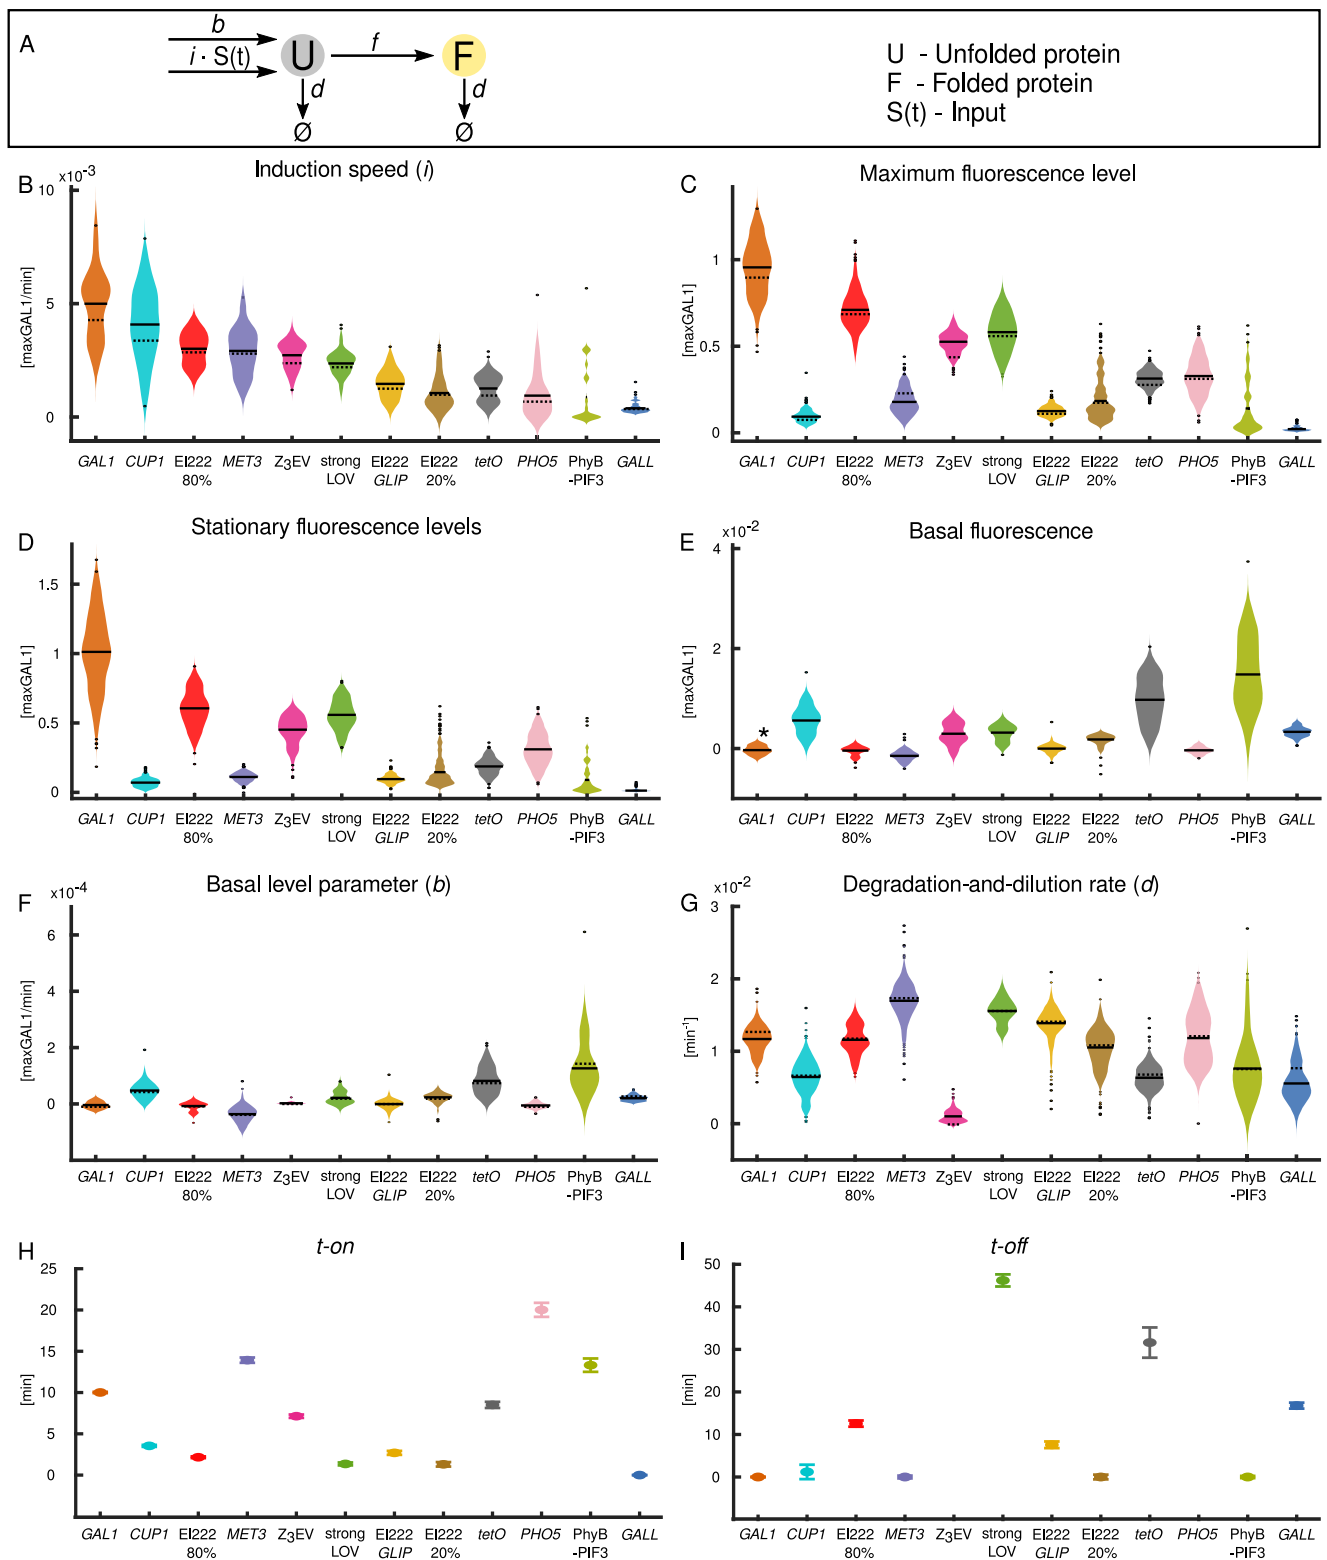 A
b
i · S(t)
U
f
F
d
d
Ø
Ø
U - Unfolded protein
F - Folded protein
S(t) - Input
B
Induction speed (i)
x10-3
[maxGAL1/min]
10
5
0
GAL1 CUP1 El222 MET3 Z3EV strong El222 El222 tetO PHO5 PhyB GALL
80% LOV GLIP 20% -PIF3
C
Maximum fluorescence level
[maxGAL1]
1
0.5
0
GAL1 CUP1 El222 MET3 Z3EV strong El222 El222 tetO PHO5 PhyB GALL
80% LOV GLIP 20% -PIF3
D
Stationary fluorescence levels
[maxGAL1]
1.5
1
0.5
0
GAL1 CUP1 El222 MET3 Z3EV strong El222 El222 tetO PHO5 PhyB GALL
80% LOV GLIP 20% -PIF3
E
Basal fluorescence
x10-2
[maxGAL1]
4
2
0
*
GAL1 CUP1 El222 MET3 Z3EV strong El222 El222 tetO PHO5 PhyB GALL
80% LOV GLIP 20% -PIF3
F
Basal level parameter (b)
x10-4
[maxGAL1/min]
6
4
2
0
GAL1 CUP1 El222 MET3 Z3EV strong El222 El222 tetO PHO5 PhyB GALL
80% LOV GLIP 20% -PIF3
G
Degradation-and-dilution rate (d)
x10-2
[min-1]
3
2
1
0
GAL1 CUP1 El222 MET3 Z3EV strong El222 El222 tetO PHO5 PhyB GALL
80% LOV GLIP 20% -PIF3
H
t-on
[min]
25
20
15
10
5
0
GAL1 CUP1 El222 MET3 Z3EV strong El222 El222 tetO PHO5 PhyB GALL
80% LOV GLIP 20% -PIF3
I
t-off
[min]
50
40
30
20
10
0
GAL1 CUP1 El222 MET3 Z3EV strong El222 El222 tetO PHO5 PhyB GALL
80% LOV GLIP 20% -PIF3